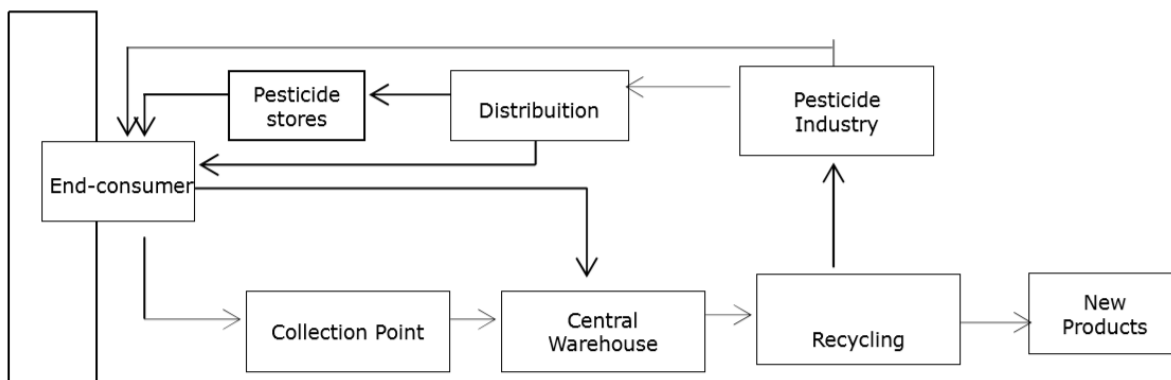 Pesticide
stores
Distribuition
Pesticide
Industry
End-consumer
Collection Point
Central
Warehouse
Recycling
New
Products